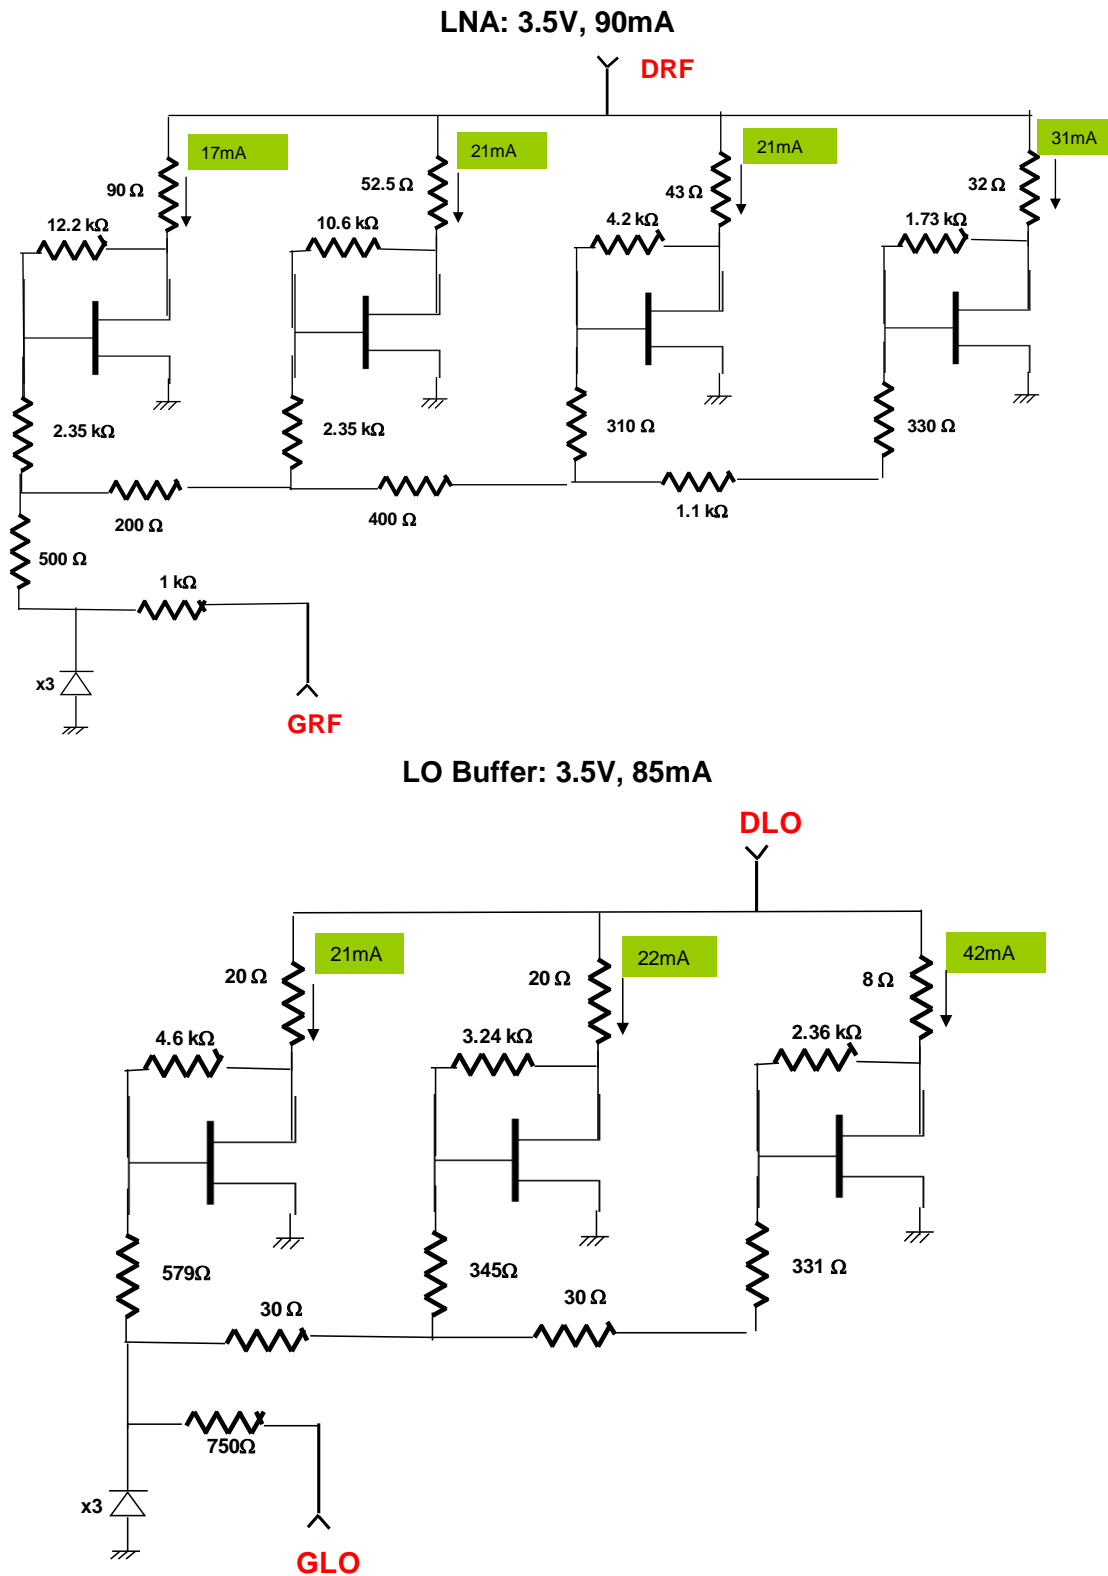 LNA: 3.5V, 90mA
DRF
17mA
21mA
21mA
31mA
90 Ω
52.5 Ω
43 Ω
32 Ω
12.2 kΩ
10.6 kΩ
4.2 kΩ
1.73 kΩ
2.35 kΩ
2.35 kΩ
310 Ω
330 Ω
200 Ω
400 Ω
1.1 kΩ
500 Ω
1 kΩ
x3
GRF
LO Buffer: 3.5V, 85mA
DLO
21mA
22mA
42mA
20 Ω
20 Ω
8 Ω
4.6 kΩ
3.24 kΩ
2.36 kΩ
579Ω
345Ω
331 Ω
30 Ω
30 Ω
750Ω
x3
GLO